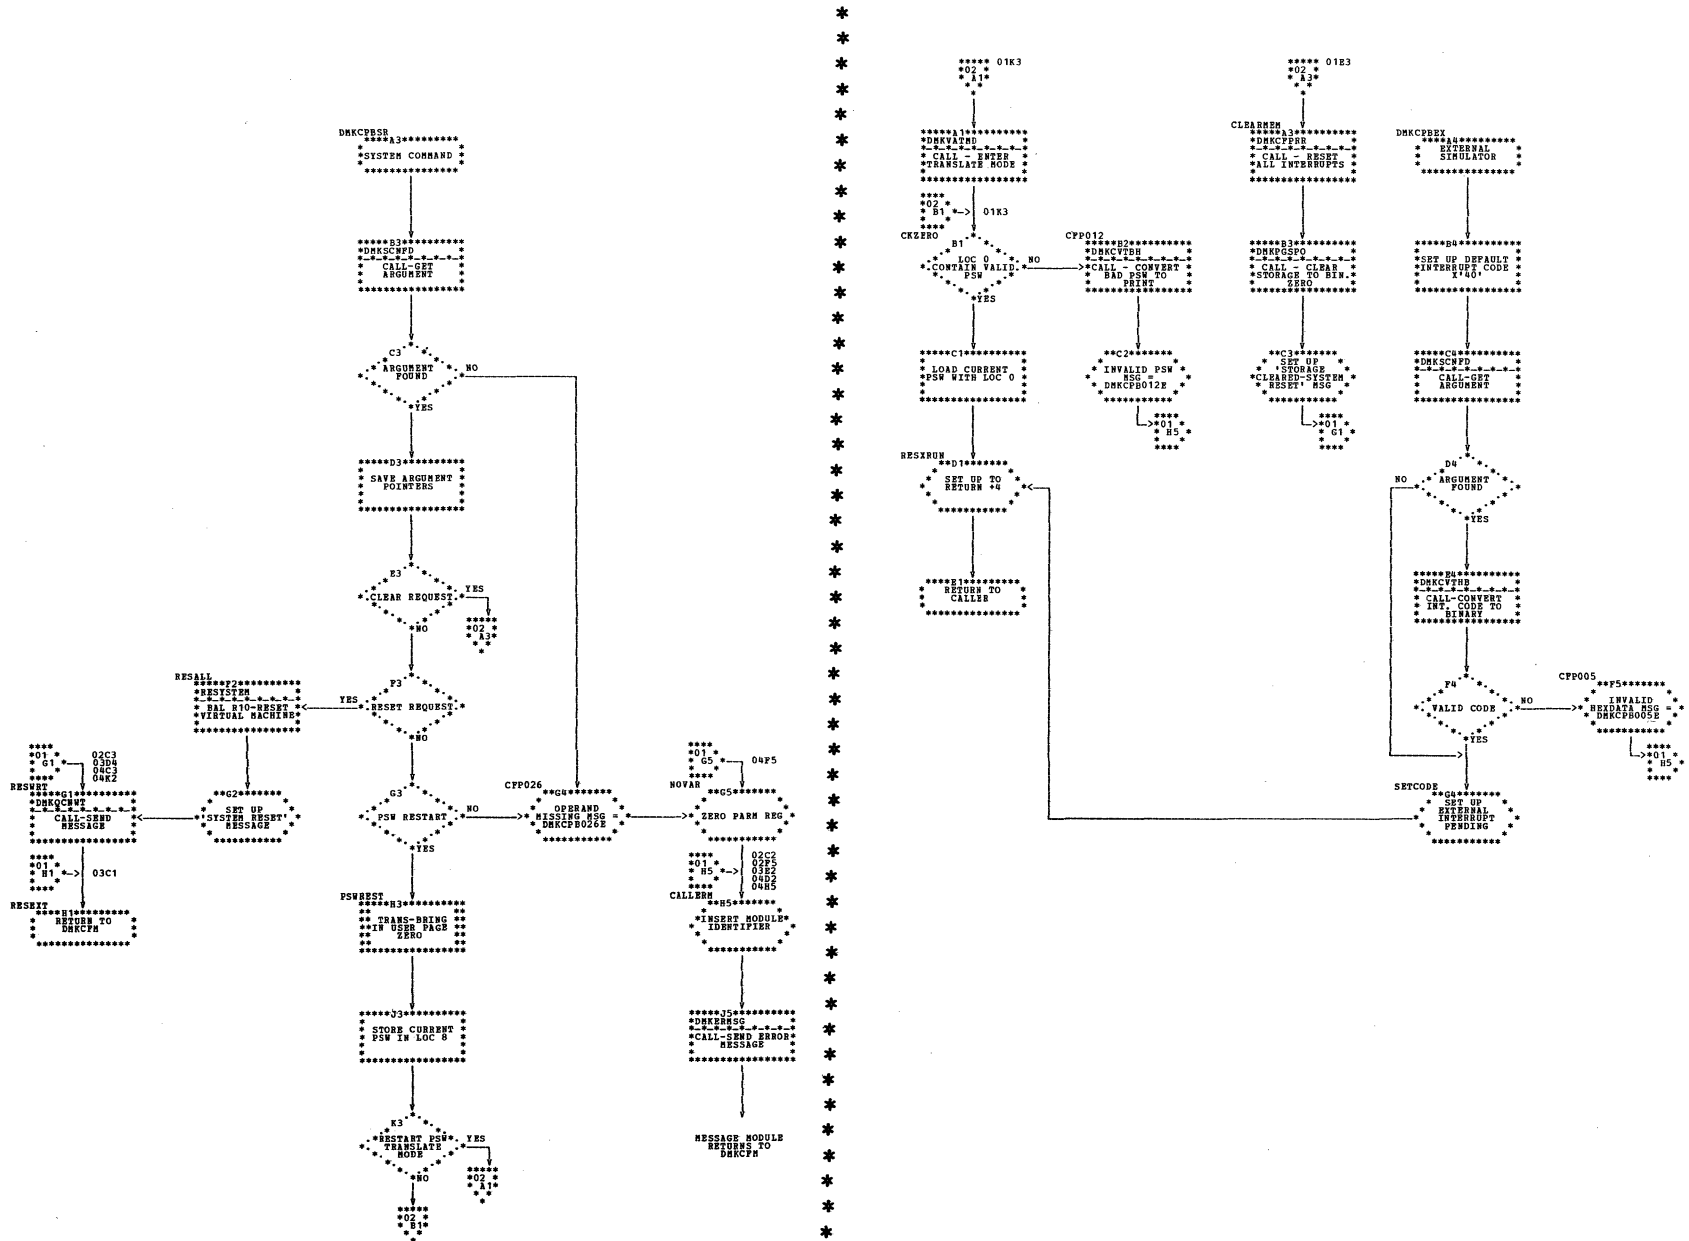 DMKCPBSR
A3
SYSTEM COMMAND
B3
DMKSCNFD
CALL-GET
ARGUMENT
C3
ARGUMENT
FOUND
NO
YES
D3
SAVE ARGUMENT
POINTERS
E3
CLEAR REQUEST
YES
NO
02
A3
F3
RESET REQUEST
YES
NO
RESALL
F2
RESYSTEM
BAL R10-RESET
VIRTUAL MACHINE
01
G1
02C3
03D4
04C3
04K2
RESWRT
G1
DMKQCNWT
CALL-SEND
MESSAGE
G2
SET UP
'SYSTEM RESET'
MESSAGE
G3
PSW RESTART
NO
YES
CFP026
G4
OPERAND
MISSING MSG =
DMKCPB026E
01
G5
04F5
NOVAR
G5
ZERO PARM REG
01
H1
03C1
RESEXT
H1
RETURN TO
DMKCFM
PSWREST
H3
TRANS-BRING
IN USER PAGE
ZERO
01
H5
02C2
02F5
03E2
04D2
04H5
CALLERM
H5
INSERT MODULE
IDENTIFIER
J3
STORE CURRENT
PSW IN LOC 8
J5
DMKERMSG
CALL-SEND ERROR
MESSAGE
K3
RESTART PSW
TRANSLATE
MODE
YES
NO
02
A1
02
B1
MESSAGE MODULE
RETURNS TO
DMKCFM
02
A1
01K3
A1
DMKVATMD
CALL - ENTER
TRANSLATE MODE
02
B1
01K3
CKZERO
B1
LOC 0
CONTAIN VALID
PSW
NO
YES
CFP012
B2
DMKCVTBH
CALL - CONVERT
BAD PSW TO
PRINT
C1
LOAD CURRENT
PSW WITH LOC 0
C2
INVALID PSW
MSG =
DMKCPB012E
01
H5
RESXRUN
D1
SET UP TO
RETURN +4
E1
RETURN TO
CALLER
02
A3
01E3
CLEARMEM
A3
DMKCFPRR
CALL - RESET
ALL INTERRUPTS
B3
DMKPGSPO
CALL - CLEAR
STORAGE TO BIN.
ZERO
C3
SET UP
'STORAGE
CLEARED-SYSTEM
RESET' MSG
01
G1
DMKCPBEX
A4
EXTERNAL
SIMULATOR
B4
SET UP DEFAULT
INTERRUPT CODE
X'40'
C4
DMKSCNFD
CALL-GET
ARGUMENT
D4
ARGUMENT
FOUND
NO
YES
E4
DMKCVTHB
CALL-CONVERT
INT. CODE TO
BINARY
F4
VALID CODE
NO
YES
CFP005
F5
INVALID
HEXDATA MSG =
DMKCPB005E
01
H5
SETCODE
G4
SET UP
EXTERNAL
INTERRUPT
PENDING